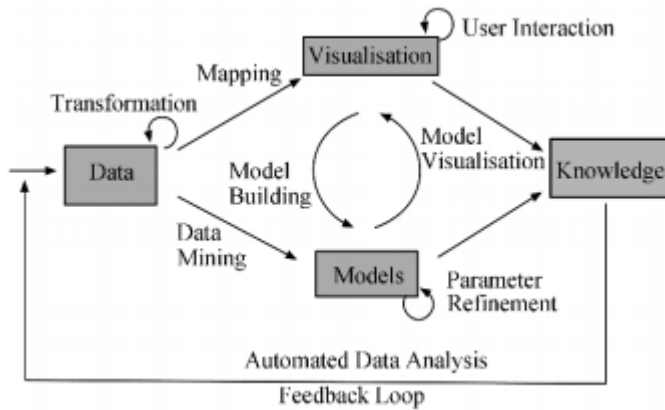 User Interaction
Visualisation
Mapping
Transformation
Data
Model
Building
Model
Visualisation
Knowledge
Data
Mining
Models
Parameter
Refinement
Automated Data Analysis
Feedback Loop